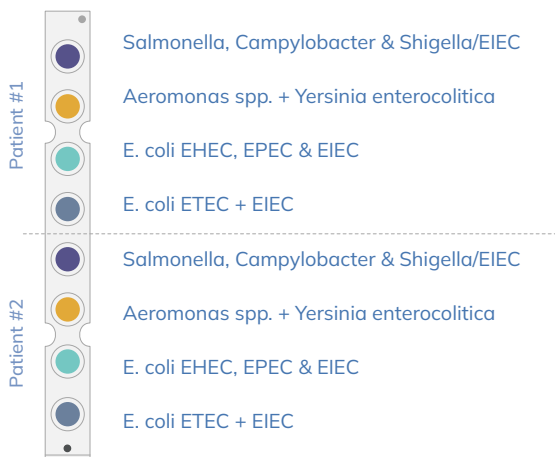 Patient #1
Salmonella, Campylobacter & Shigella/EIEC
Aeromonas spp. + Yersinia enterocolitica
E. coli EHEC, EPEC & EIEC
E. coli ETEC + EIEC
Patient #2
Salmonella, Campylobacter & Shigella/EIEC
Aeromonas spp. + Yersinia enterocolitica
E. coli EHEC, EPEC & EIEC
E. coli ETEC + EIEC